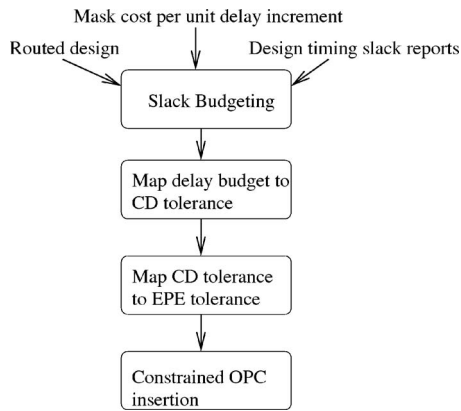 Mask cost per unit delay increment
Routed design
Design timing slack reports
Slack Budgeting
Map delay budget to
CD tolerance
Map CD tolerance
to EPE tolerance
Constrained OPC
insertion